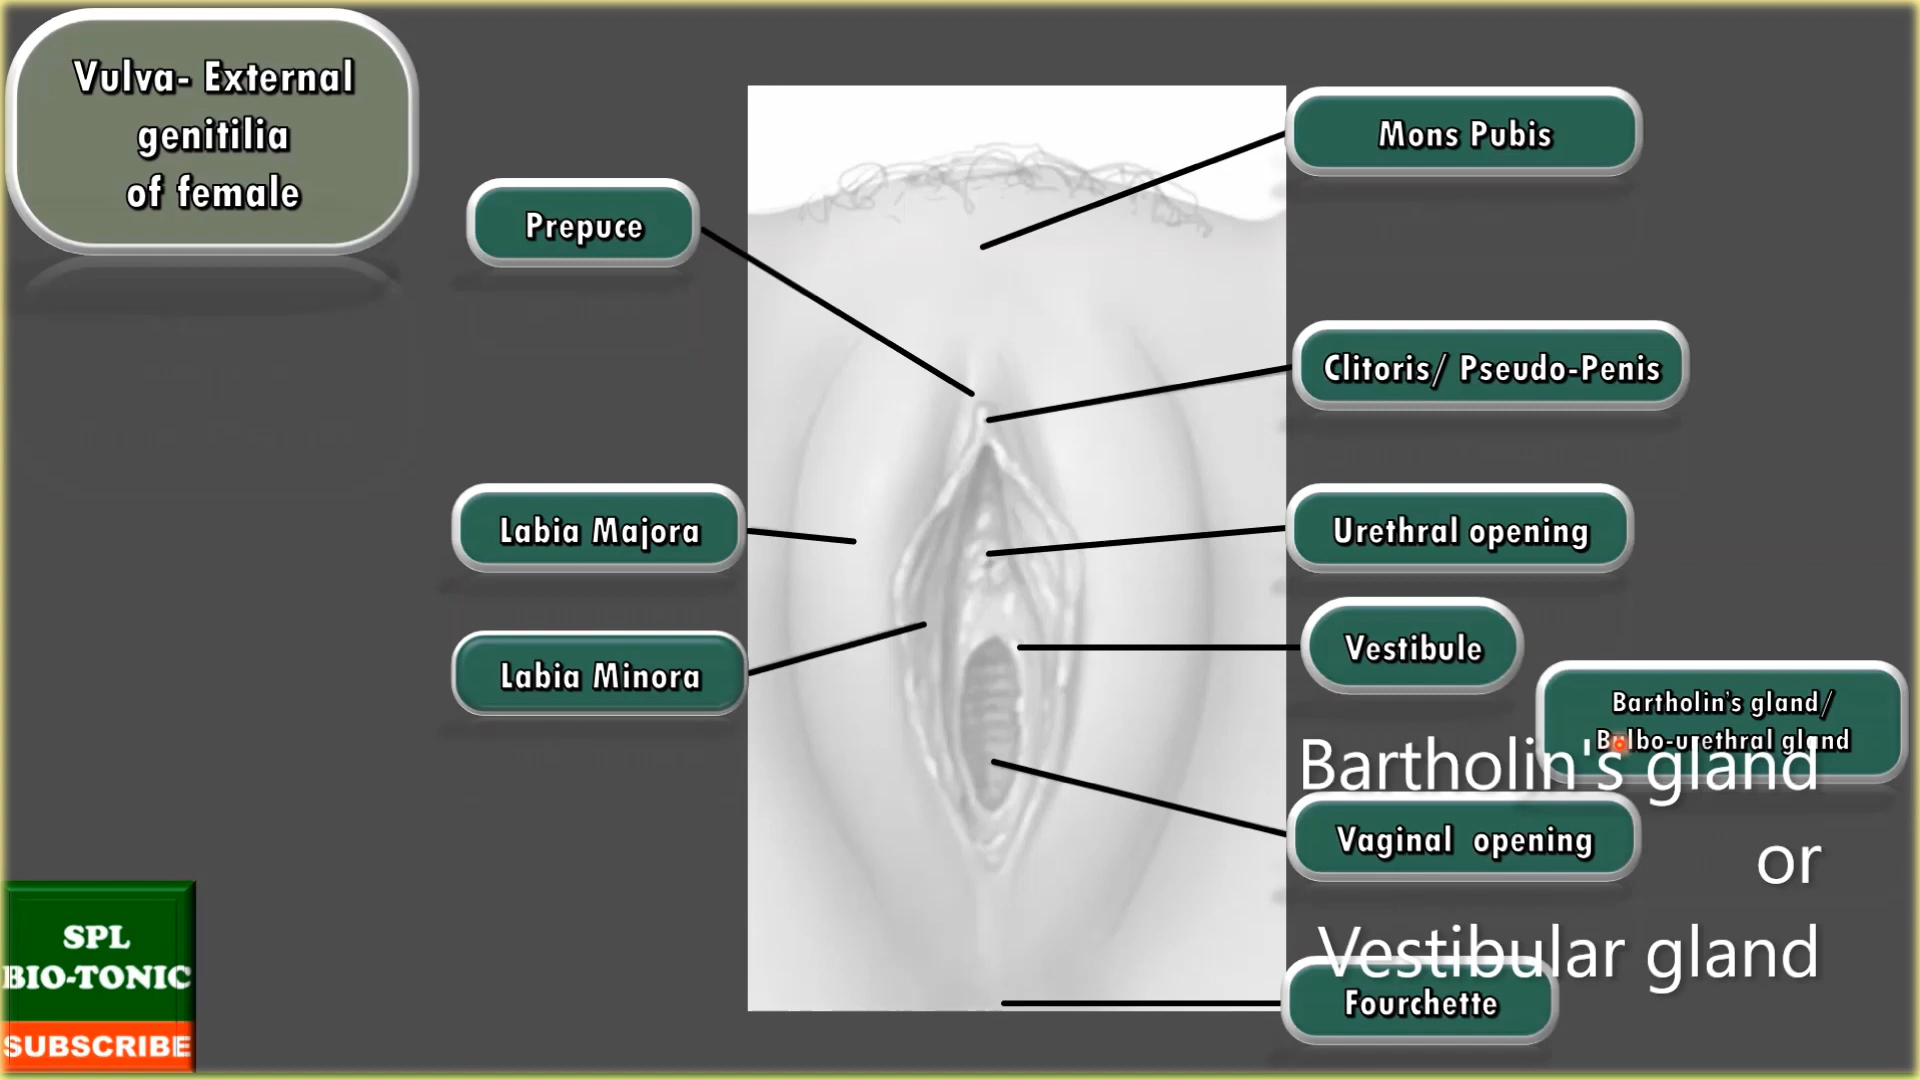 Vulva- External
genitilia
of female
Prepuce
Labia Majora
Labia Minora
Mons Pubis
Clitoris/ Pseudo-Penis
Urethral opening
Vestibule
Bartholin's gland/
Bulbo-urethral gland
Bartholin's gland
or
Vestibular gland
Vaginal opening
Fourchette
SPL
BIO-TONIC
SUBSCRIBE